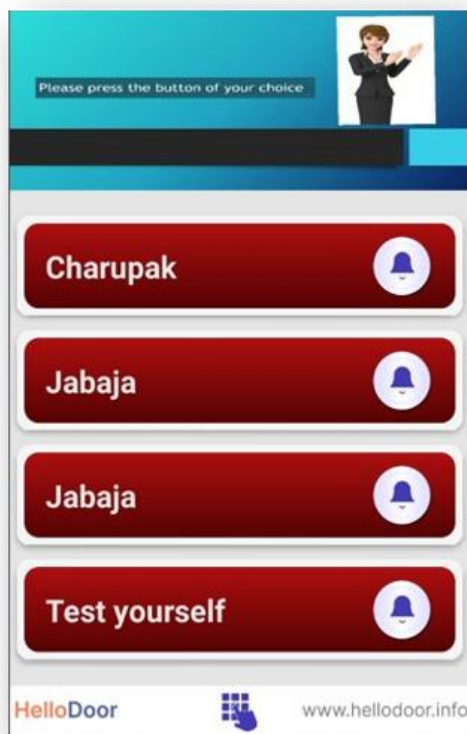 Please press the button of your choice
Charupak
Jabaja
Jabaja
Test yourself
HelloDoor
www.hellodoor.info